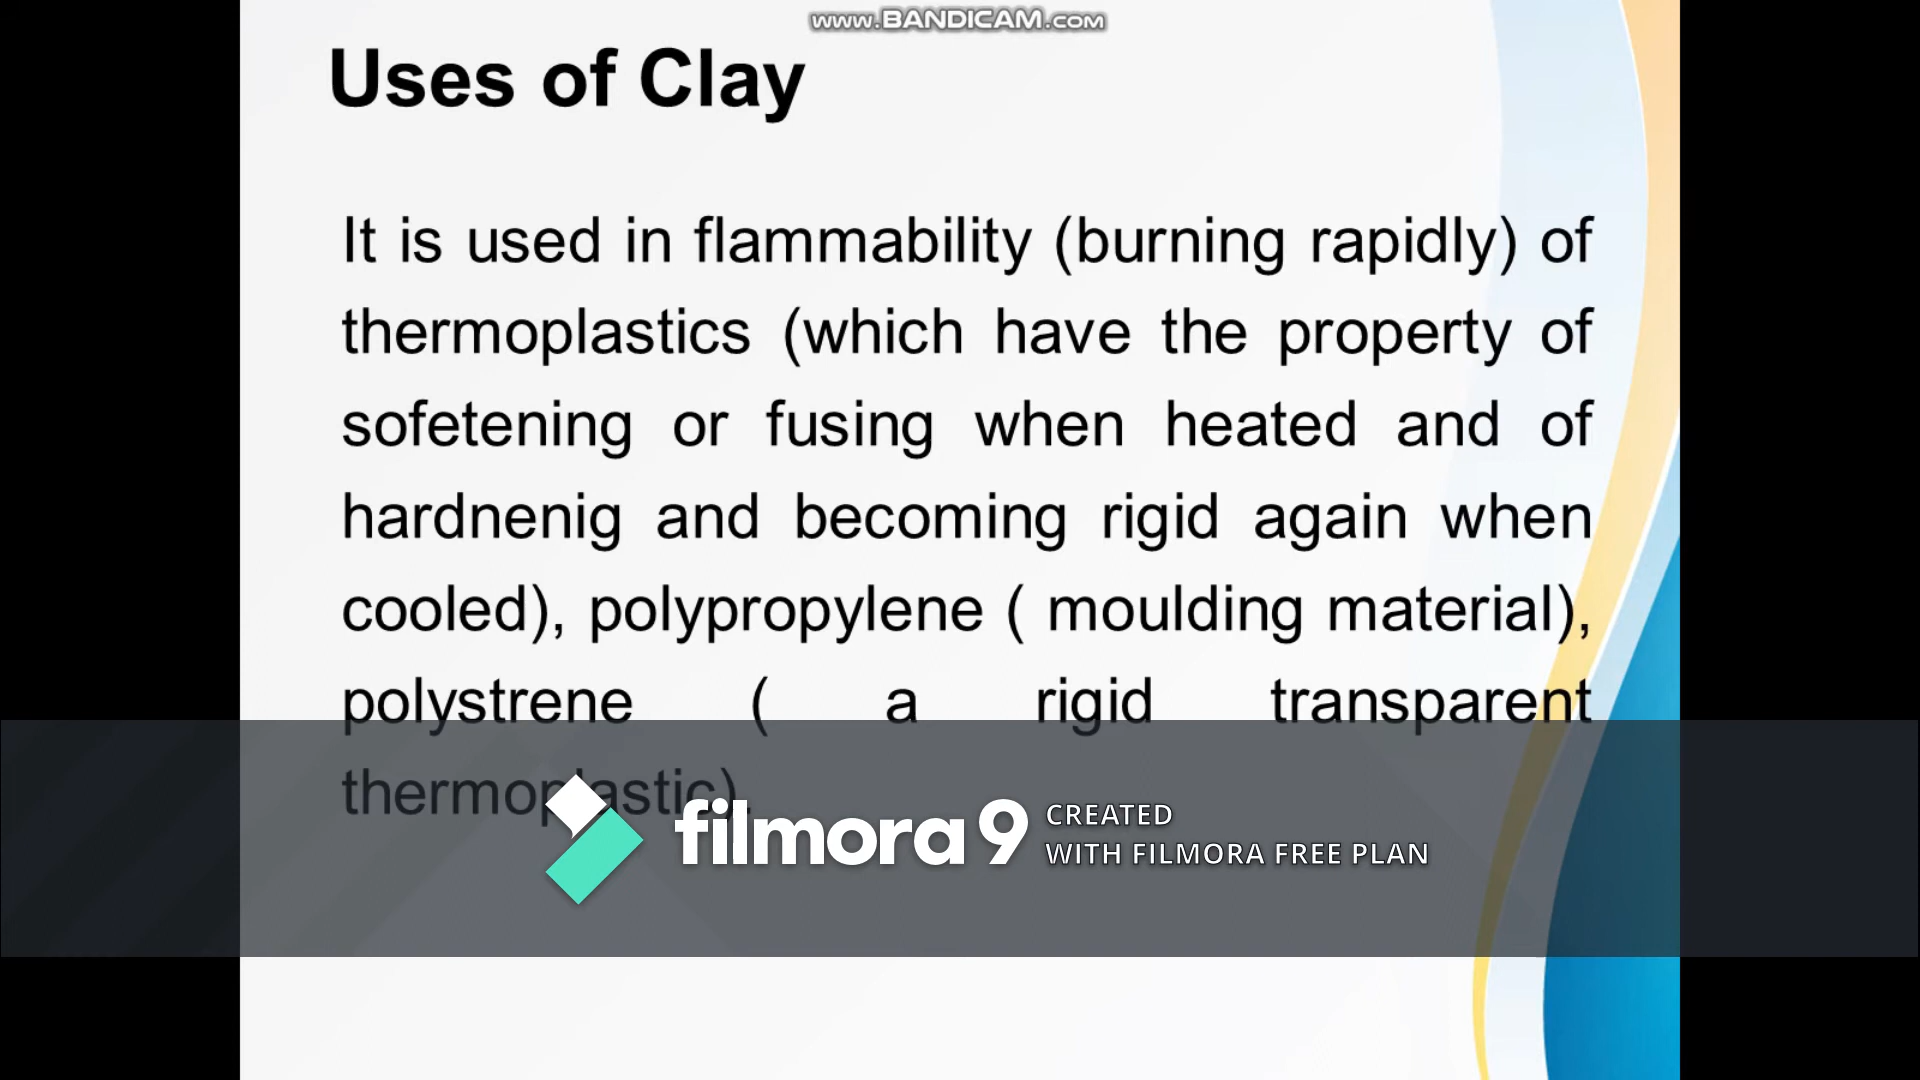 www.BANDICAM.com
Uses of Clay
It is used in flammability (burning rapidly) of
thermoplastics (which have the property of
sofetening or fusing when heated and of
hardnenig and becoming rigid again when
cooled), polypropylene ( moulding material),
polystrene ( a rigid transparent
thermoplastic).
filmora9 CREATED
WITH FILMORA FREE PLAN